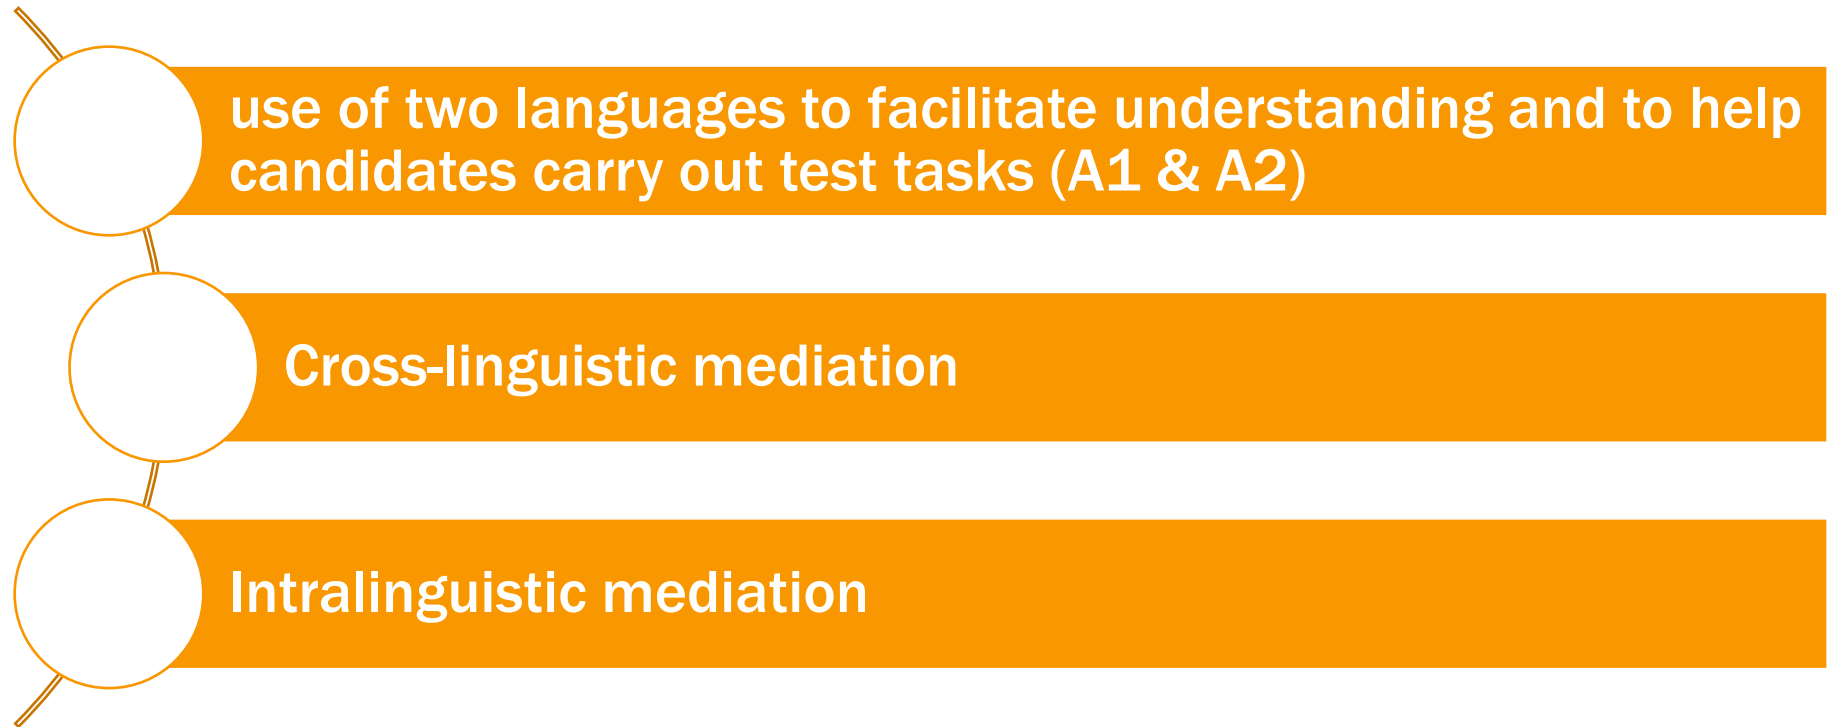 use of two languages to facilitate understanding and to help
candidates carry out test tasks (A1 & A2)
Cross-linguistic mediation
Intralinguistic mediation